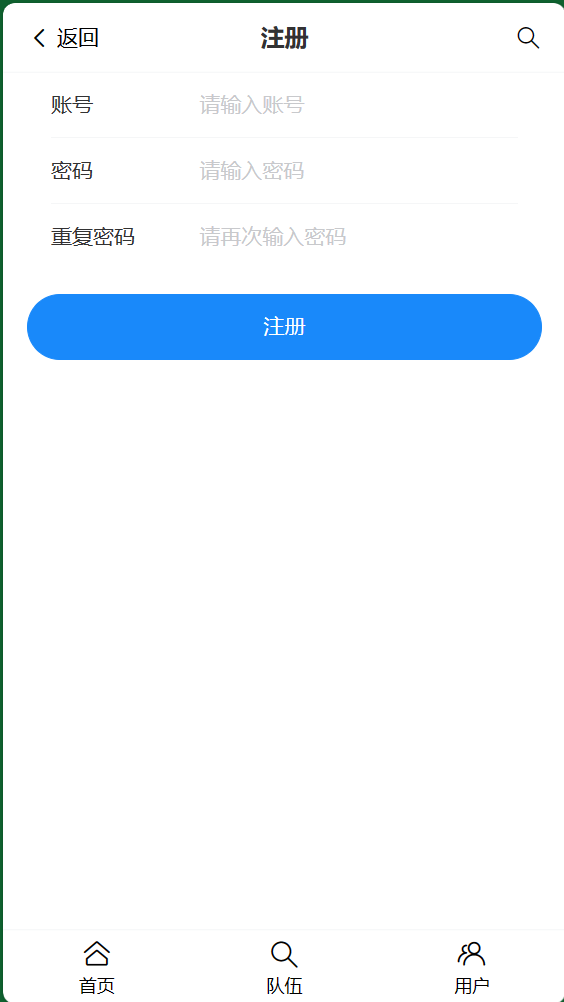 返回
注册
账号 请输入账号
密码 请输入密码
重复密码 请再次输入密码
注册
首页 队伍 用户